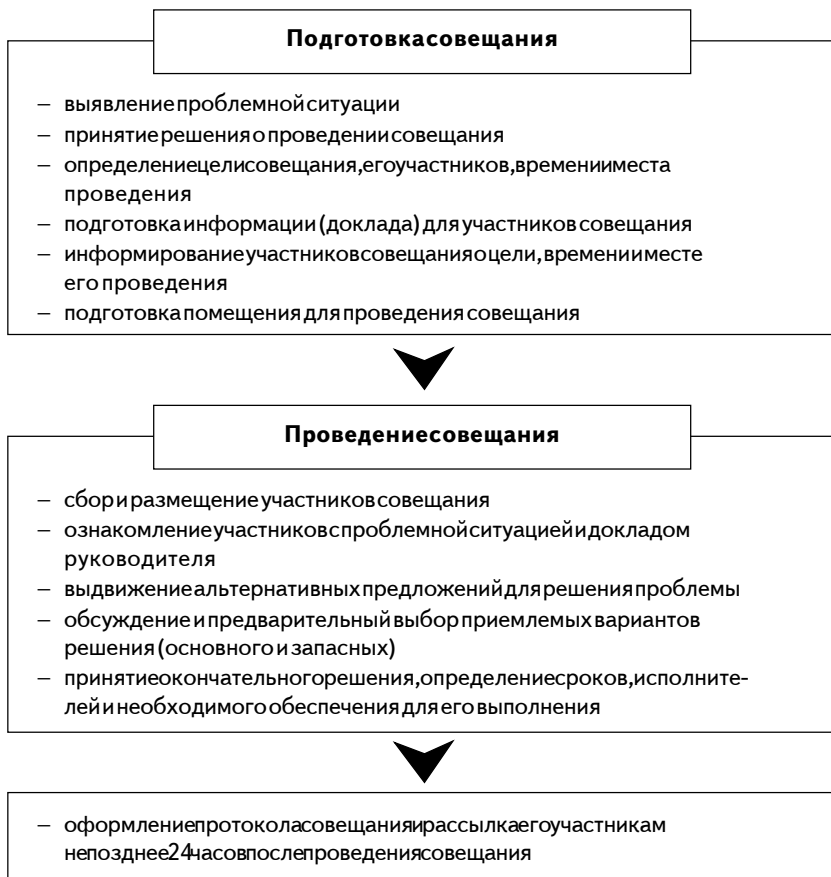 Подготовка совещания
– выявление проблемной ситуации
– принятие решения о проведении совещания
– определение цели совещания, его участников, времени и места
проведения
– подготовка информации (доклада) для участников совещания
– информирование участников совещания о цели, времени и месте
его проведения
– подготовка помещения для проведения совещания
Проведение совещания
– сбор и размещение участников совещания
– ознакомление участников с проблемной ситуацией и докладом
руководителя
– выдвижение альтернативных предложений для решения проблемы
– обсуждение и предварительный выбор приемлемых вариантов
решения (основного и запасных)
– принятие окончательного решения, определение сроков, исполните-
лей и необходимого обеспечения для его выполнения
– оформление протокола совещания и рассылка его участникам
не позднее 24 часов после проведения совещания